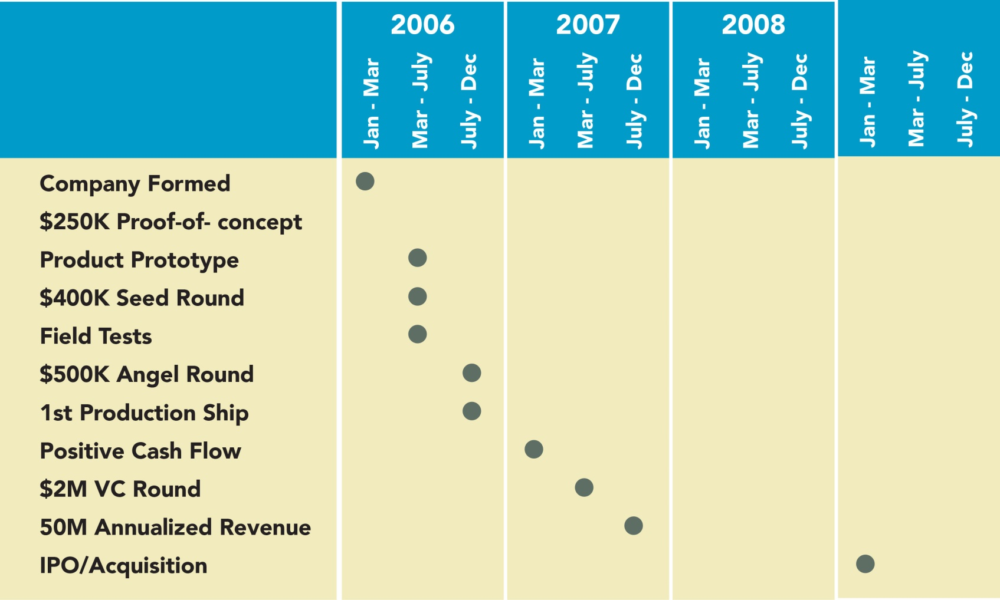 2006
2007
2008
Jan - Mar
Mar - July
July - Dec
Jan - Mar
Mar - July
July - Dec
Jan - Mar
Mar - July
July - Dec
Jan - Mar
Mar - July
July - Dec
Company Formed
$250K Proof-of- concept
Product Prototype
$400K Seed Round
Field Tests
$500K Angel Round
1st Production Ship
Positive Cash Flow
$2M VC Round
50M Annualized Revenue
IPO/Acquisition